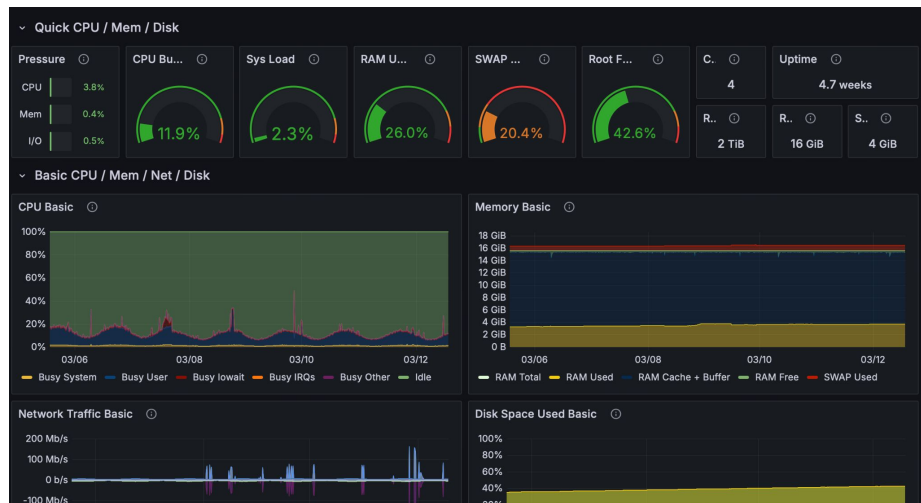 Quick CPU / Mem / Disk
Pressure
CPU 3.8%
Mem 0.4%
I/O 0.5%
CPU Bu...
11.9%
Sys Load
2.3%
RAM U...
26.0%
SWAP ...
20.4%
Root F...
42.6%
C..
4
Uptime
4.7 weeks
R..
2 TiB
R..
16 GiB
S..
4 GiB
Basic CPU / Mem / Net / Disk
CPU Basic
100%
80%
60%
40%
20%
0%
03/06 03/08 03/10 03/12
Busy System Busy User Busy Iowait Busy IRQs Busy Other Idle
Memory Basic
18 GiB
16 GiB
14 GiB
12 GiB
10 GiB
8 GiB
6 GiB
4 GiB
2 GiB
0 B
03/06 03/08 03/10 03/12
RAM Total RAM Used RAM Cache + Buffer RAM Free SWAP Used
Network Traffic Basic
200 Mb/s
100 Mb/s
0 b/s
-100 Mb/s
Disk Space Used Basic
100%
80%
60%
40%
20%